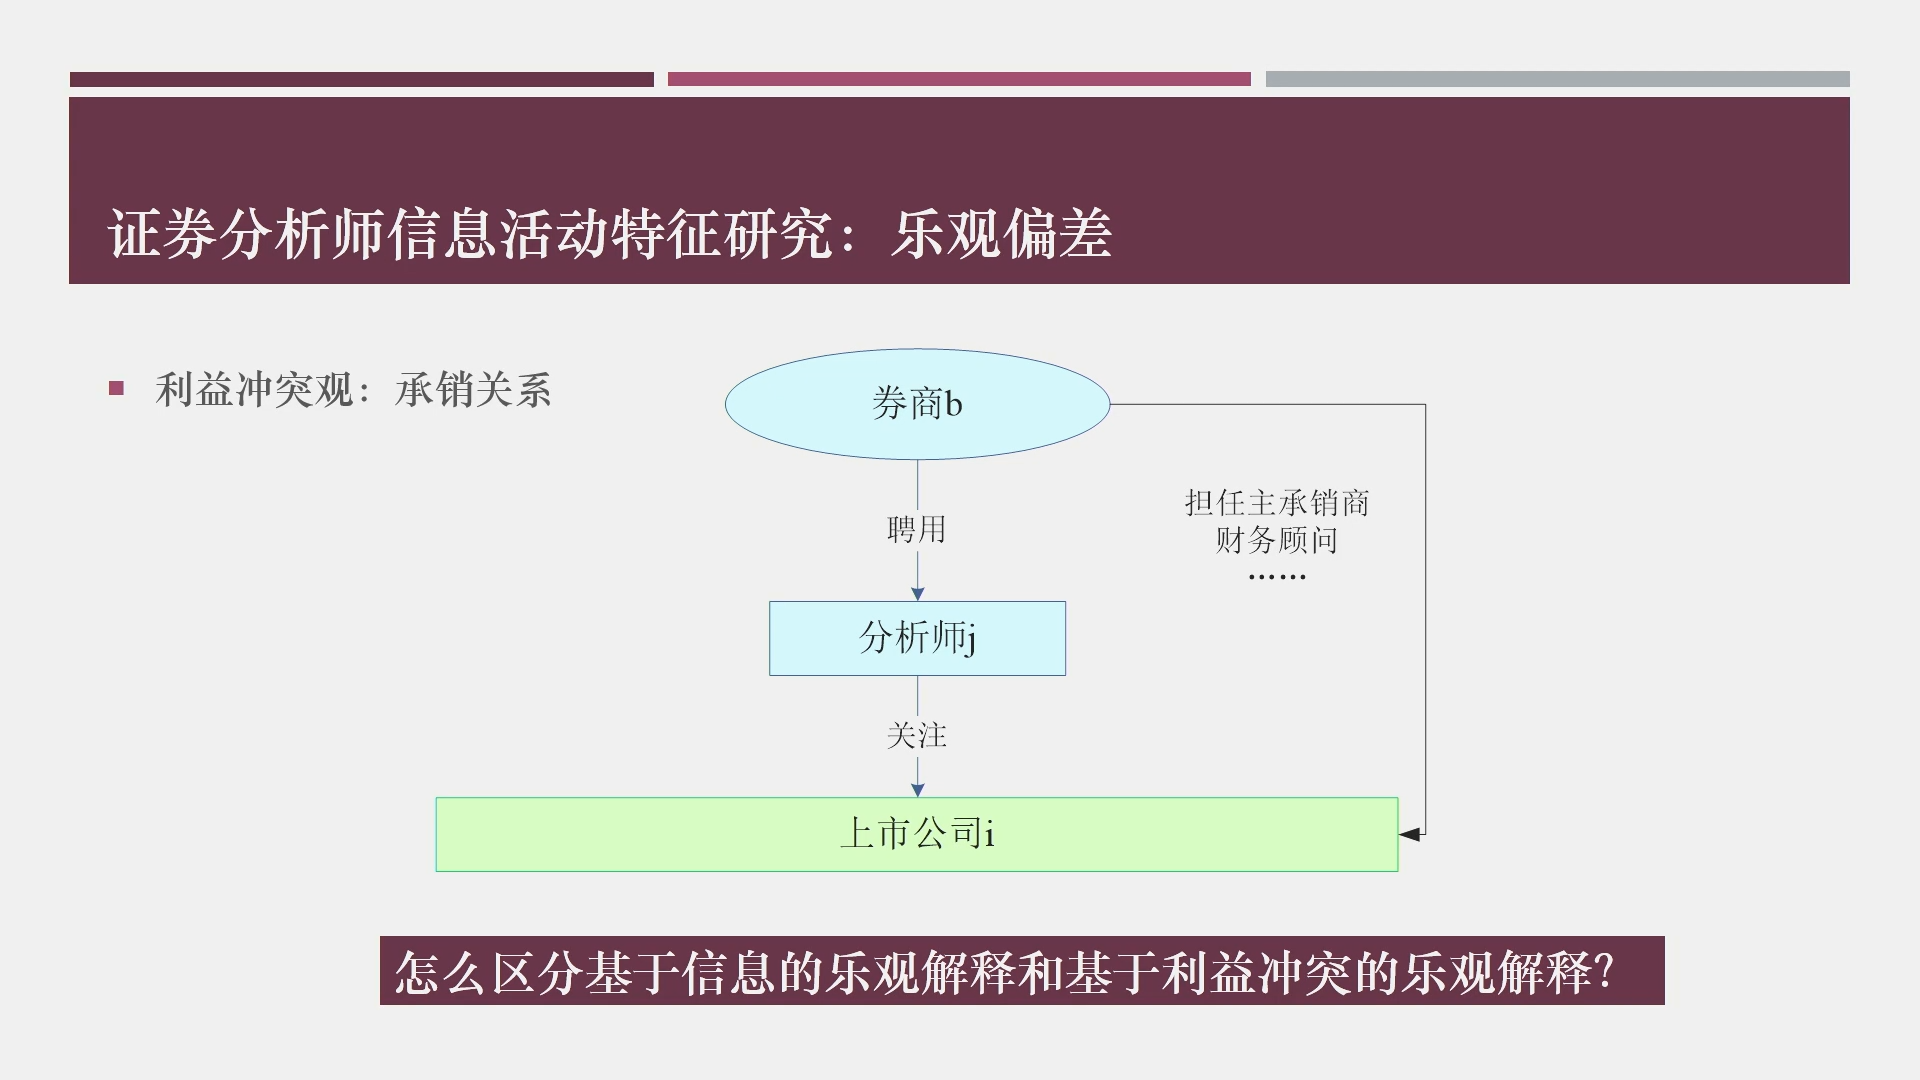 证券分析师信息活动特征研究：乐观偏差
利益冲突观：承销关系
券商b
聘用
担任主承销商
财务顾问
……
分析师j
关注
上市公司i
怎么区分基于信息的乐观解释和基于利益冲突的乐观解释？